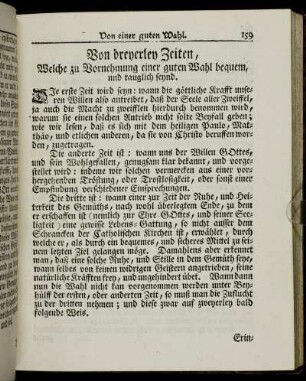 Von einer guten Wahl. 159
Von dreyerley Zeiten,
Welche zu Vornehmung einer guten Wahl bequem,
und tauglich seynd.
Die erste Zeit wird seyn: wann die göttliche Krafft unse-
ren Willen also antreibet, daß der Seele aller Zweiffel,
ja auch die Macht zu zweifflen hierdurch benommen wird,
warum sie einen solchen Antrieb nicht solte Beyfall geben;
wie wir lesen, daß es sich mit dem heiligen Paulo, Mat-
thäo, und etlichen anderen, da sie von Christo beruffen wor-
den, zugetragen.
Die anderte Zeit ist: wann uns der Willen GOttes,
und sein Wohlgefallen, genugsam klar bekannt, und vorge-
stellet wird: indeme wir solchen vermercken aus einer vor-
hergehenden Tröstung, oder Trostlosigkeit, oder sonst einer
Empfindung verschiedener Einsprechungen.
Die dritte ist: wann einer zur Zeit der Ruhe, und Hei-
terkeit des Gemüths, nach wohl überlegtem Ende, zu dem
er erschaffen ist (nemlich zur Ehre GOttes, und seiner See-
ligkeit) eine gewisse Lebens-Gattung, so nicht ausser dem
Schrancken der Catholischen Kirchen ist, erwählet, durch
welche er, als durch ein bequemes, und sicheres Mittel zu sei-
nem letzten Ziel gelangen möge. Damahlens aber erkennet
man, daß eine solche Ruhe, und Stille in dem Gemüth seye,
wann selbes von keinen widrigen Geistern angetrieben, seine
natürliche Kräfften frey, und ungehindert übet. Wann dann
nun die Wahl nicht kan vorgenommen werden unter Bey-
hülff der ersten, oder anderten Zeit, so muß man die Zuflucht
zu der dritten nehmen; und diese zwar auf zweyerley bald
folgende Weis.
Erin-